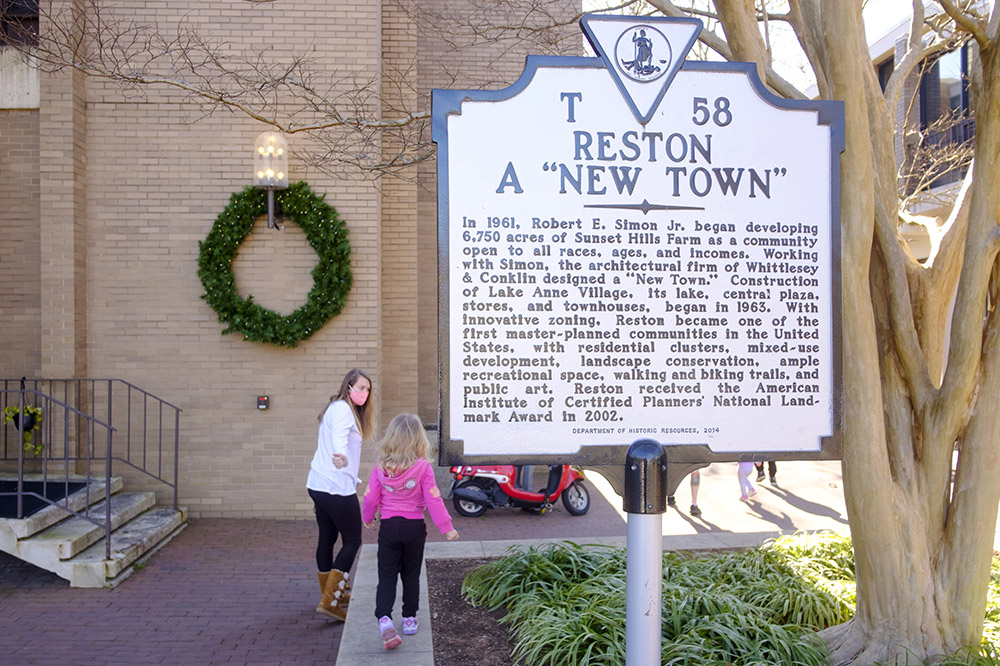 T 58
RESTON
A “NEW TOWN”
In 1961, Robert E. Simon Jr. began developing
6,750 acres of Sunset Hills Farm as a community
open to all races, ages, and incomes. Working
with Simon, the architectural firm of Whittlesey
& Conklin designed a “New Town.” Construction
of Lake Anne Village, its lake, central plaza,
stores, and townhouses, began in 1963. With
innovative zoning, Reston became one of the
first master-planned communities in the United
States, with residential clusters, mixed-use
development, landscape conservation, ample
recreational space, walking and biking trails, and
public art. Reston received the American
Institute of Certified Planners’ National Land-
mark Award in 2002.
DEPARTMENT OF HISTORIC RESOURCES, 2014